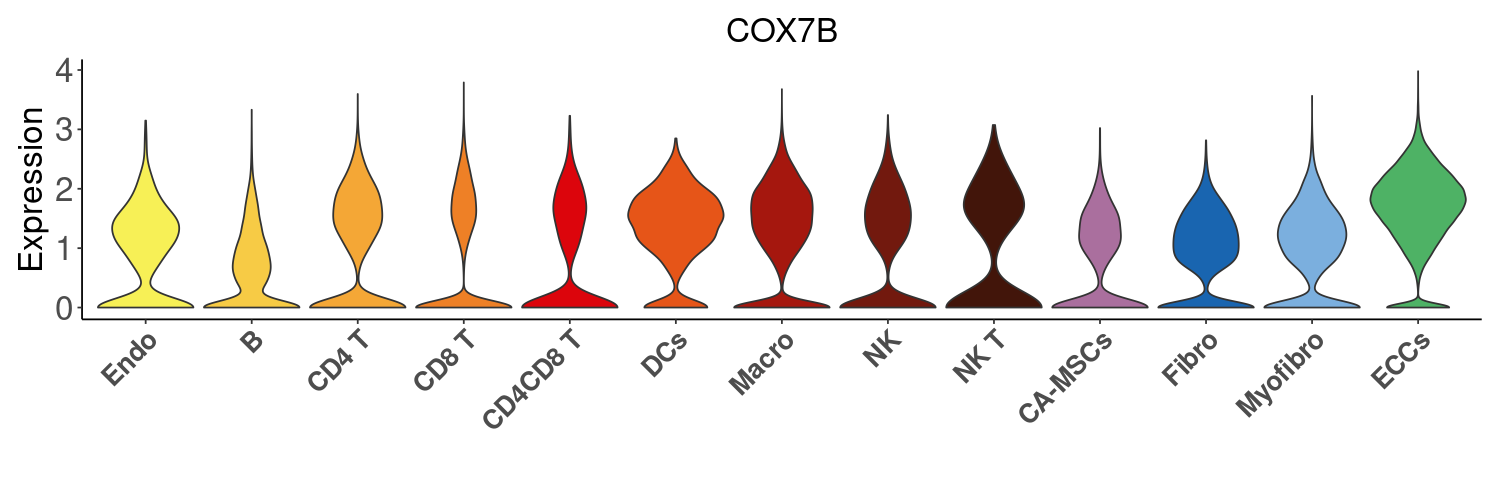 COX7B
Expression
4
3
2
1
0
Endo
B
CD4 T
CD8 T
CD4CD8 T
DCs
Macro
NK
NK T
CA-MSCs
Fibro
Myofibro
ECCs